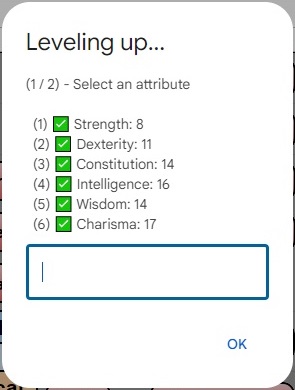 Leveling up...
(1 / 2) - Select an attribute
(1) ✅ Strength: 8
(2) ✅ Dexterity: 11
(3) ✅ Constitution: 14
(4) ✅ Intelligence: 16
(5) ✅ Wisdom: 14
(6) ✅ Charisma: 17
OK